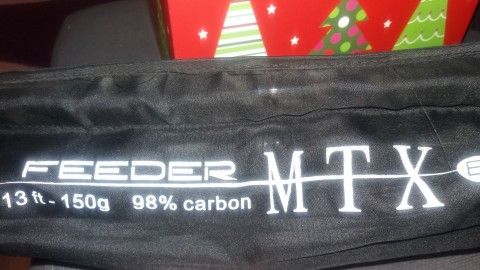 FEEDER MTX
13 ft - 150g 98% carbon